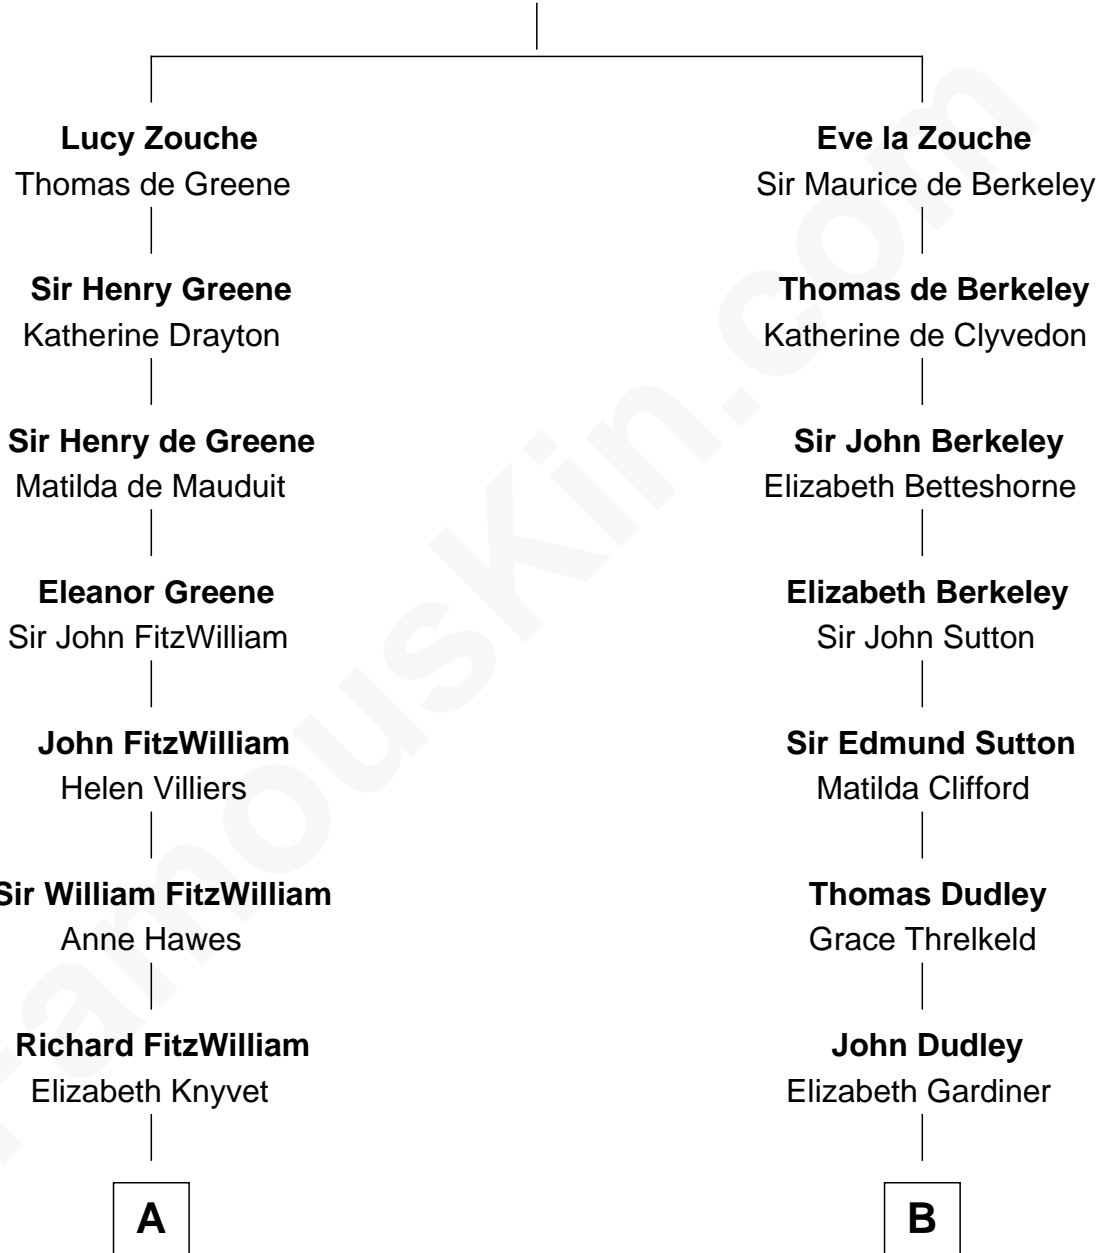 Lucy Zouche
Thomas de Greene
Sir Henry Greene
Katherine Drayton
Sir Henry de Greene
Matilda de Mauduit
Eleanor Greene
Sir John FitzWilliam
John FitzWilliam
Helen Villiers
Sir William FitzWilliam
Anne Hawes
Richard FitzWilliam
Elizabeth Knyvet
A
Eve la Zouche
Sir Maurice de Berkeley
Thomas de Berkeley
Katherine de Clyvedon
Sir John Berkeley
Elizabeth Betteshorne
Elizabeth Berkeley
Sir John Sutton
Sir Edmund Sutton
Matilda Clifford
Thomas Dudley
Grace Threlkeld
John Dudley
Elizabeth Gardiner
B
FamousKin.com